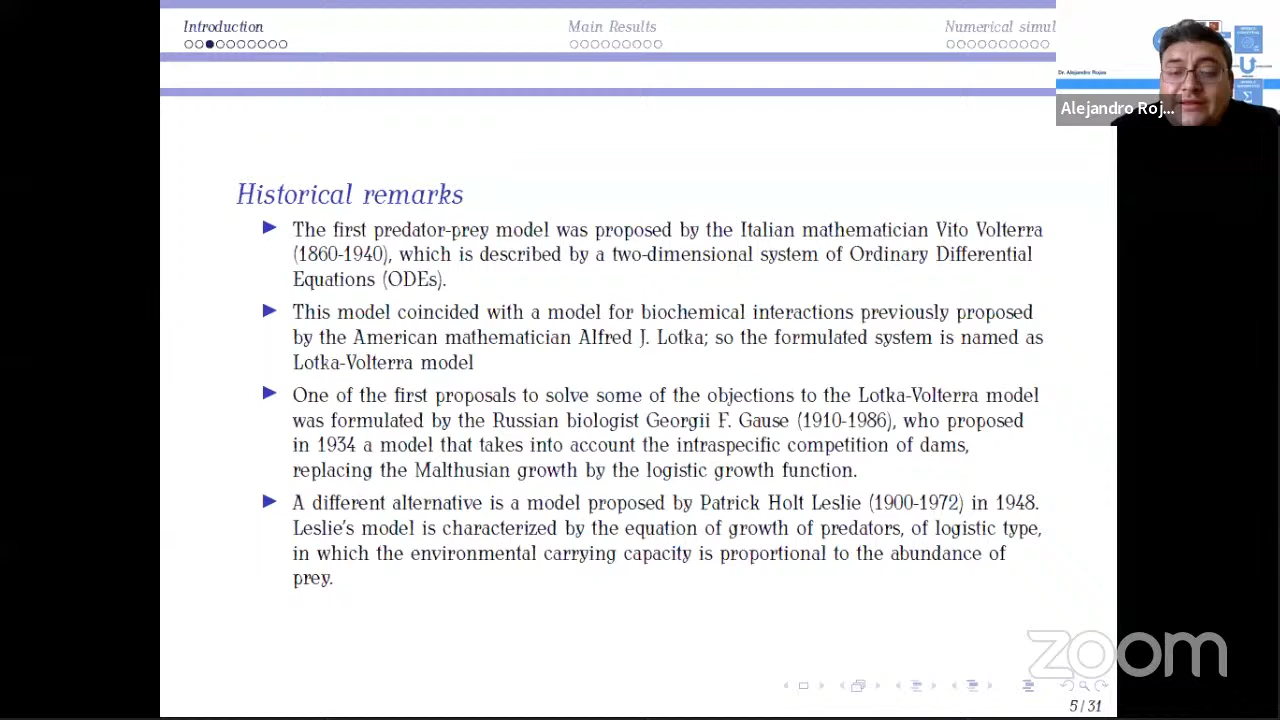 Introduction
Main Results
Numerical simul
Dr. Alejandro Rojas
Alejandro Roj...
Historical remarks
The first predator-prey model was proposed by the Italian mathematician Vito Volterra
(1860-1940), which is described by a two-dimensional system of Ordinary Differential
Equations (ODEs).
This model coincided with a model for biochemical interactions previously proposed
by the American mathematician Alfred J. Lotka; so the formulated system is named as
Lotka-Volterra model
One of the first proposals to solve some of the objections to the Lotka-Volterra model
was formulated by the Russian biologist Georgii F. Gause (1910-1986), who proposed
in 1934 a model that takes into account the intraspecific competition of dams,
replacing the Malthusian growth by the logistic growth function.
A different alternative is a model proposed by Patrick Holt Leslie (1900-1972) in 1948.
Leslie's model is characterized by the equation of growth of predators, of logistic type,
in which the environmental carrying capacity is proportional to the abundance of
prey.
zoom
5/31